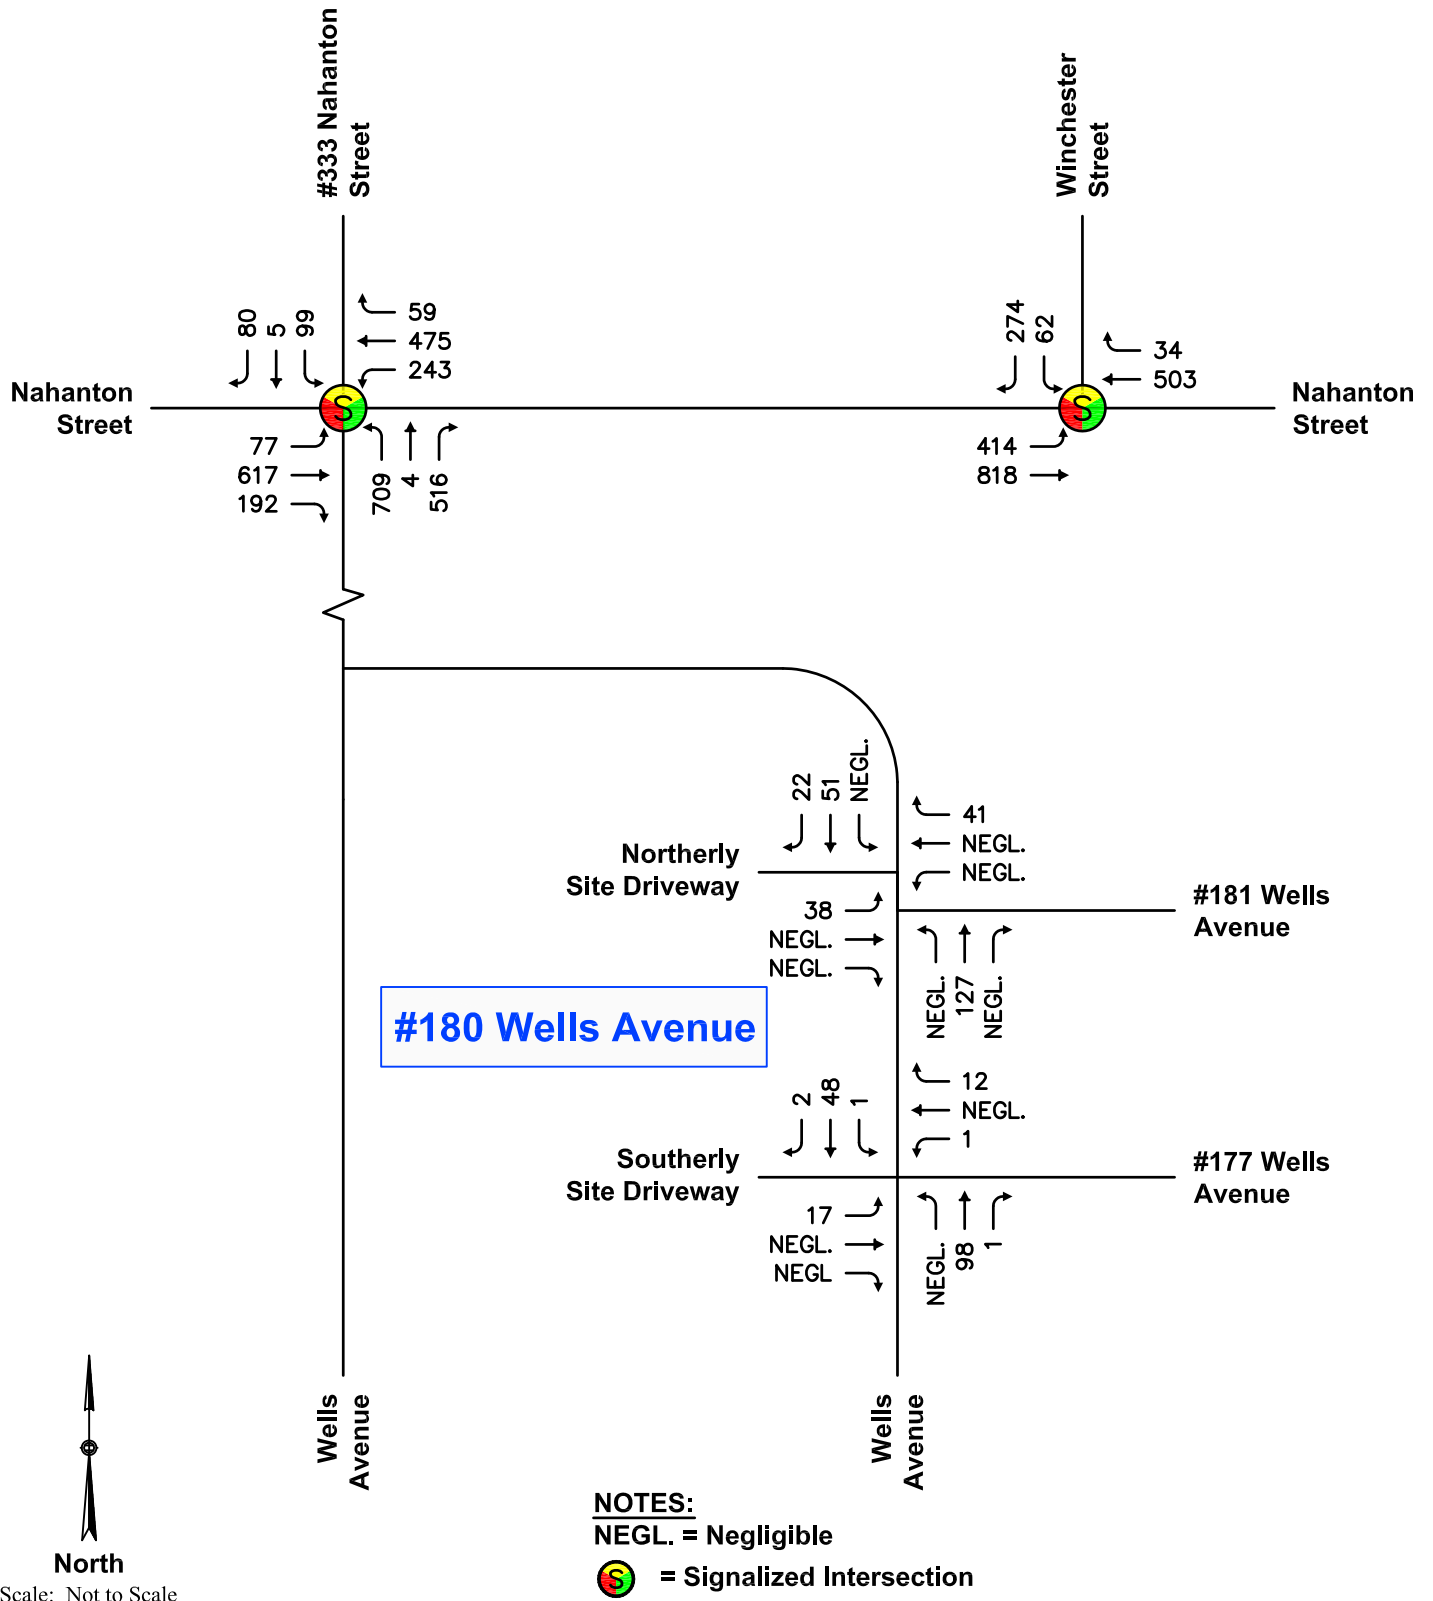 #333 Nahanton
Street
Winchester
Street
80
5
99
59
475
243
274
62
34
503
Nahanton
Street
Nahanton
Street
77
617
192
709
4
516
414
818
22
51
NEGL.
41
NEGL.
NEGL.
Northerly
Site Driveway
38
NEGL.
NEGL.
#181 Wells
Avenue
NEGL.
127
NEGL.
#180 Wells Avenue
2
48
1
12
NEGL.
1
Southerly
Site Driveway
17
NEGL.
NEGL
#177 Wells
Avenue
NEGL.
98
1
Wells
Avenue
Wells
Avenue
North
Scale: Not to Scale
NOTES:
NEGL. = Negligible
S = Signalized Intersection
S
S